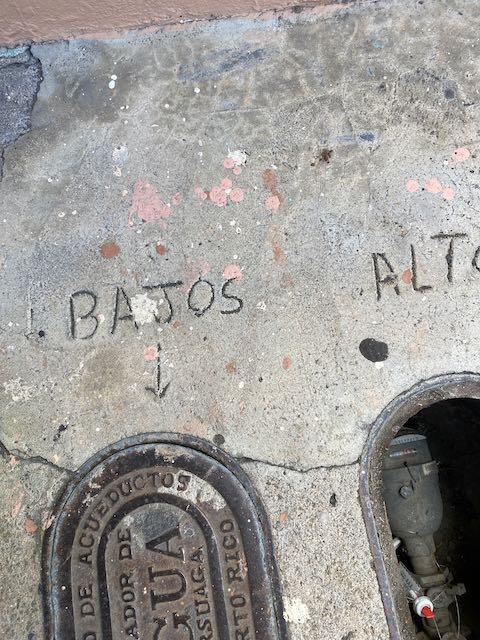 BAJOS
ALTO
DE ACUEDUCTOS
ADOR DE
GUA
RSUAGA
RTO RICO